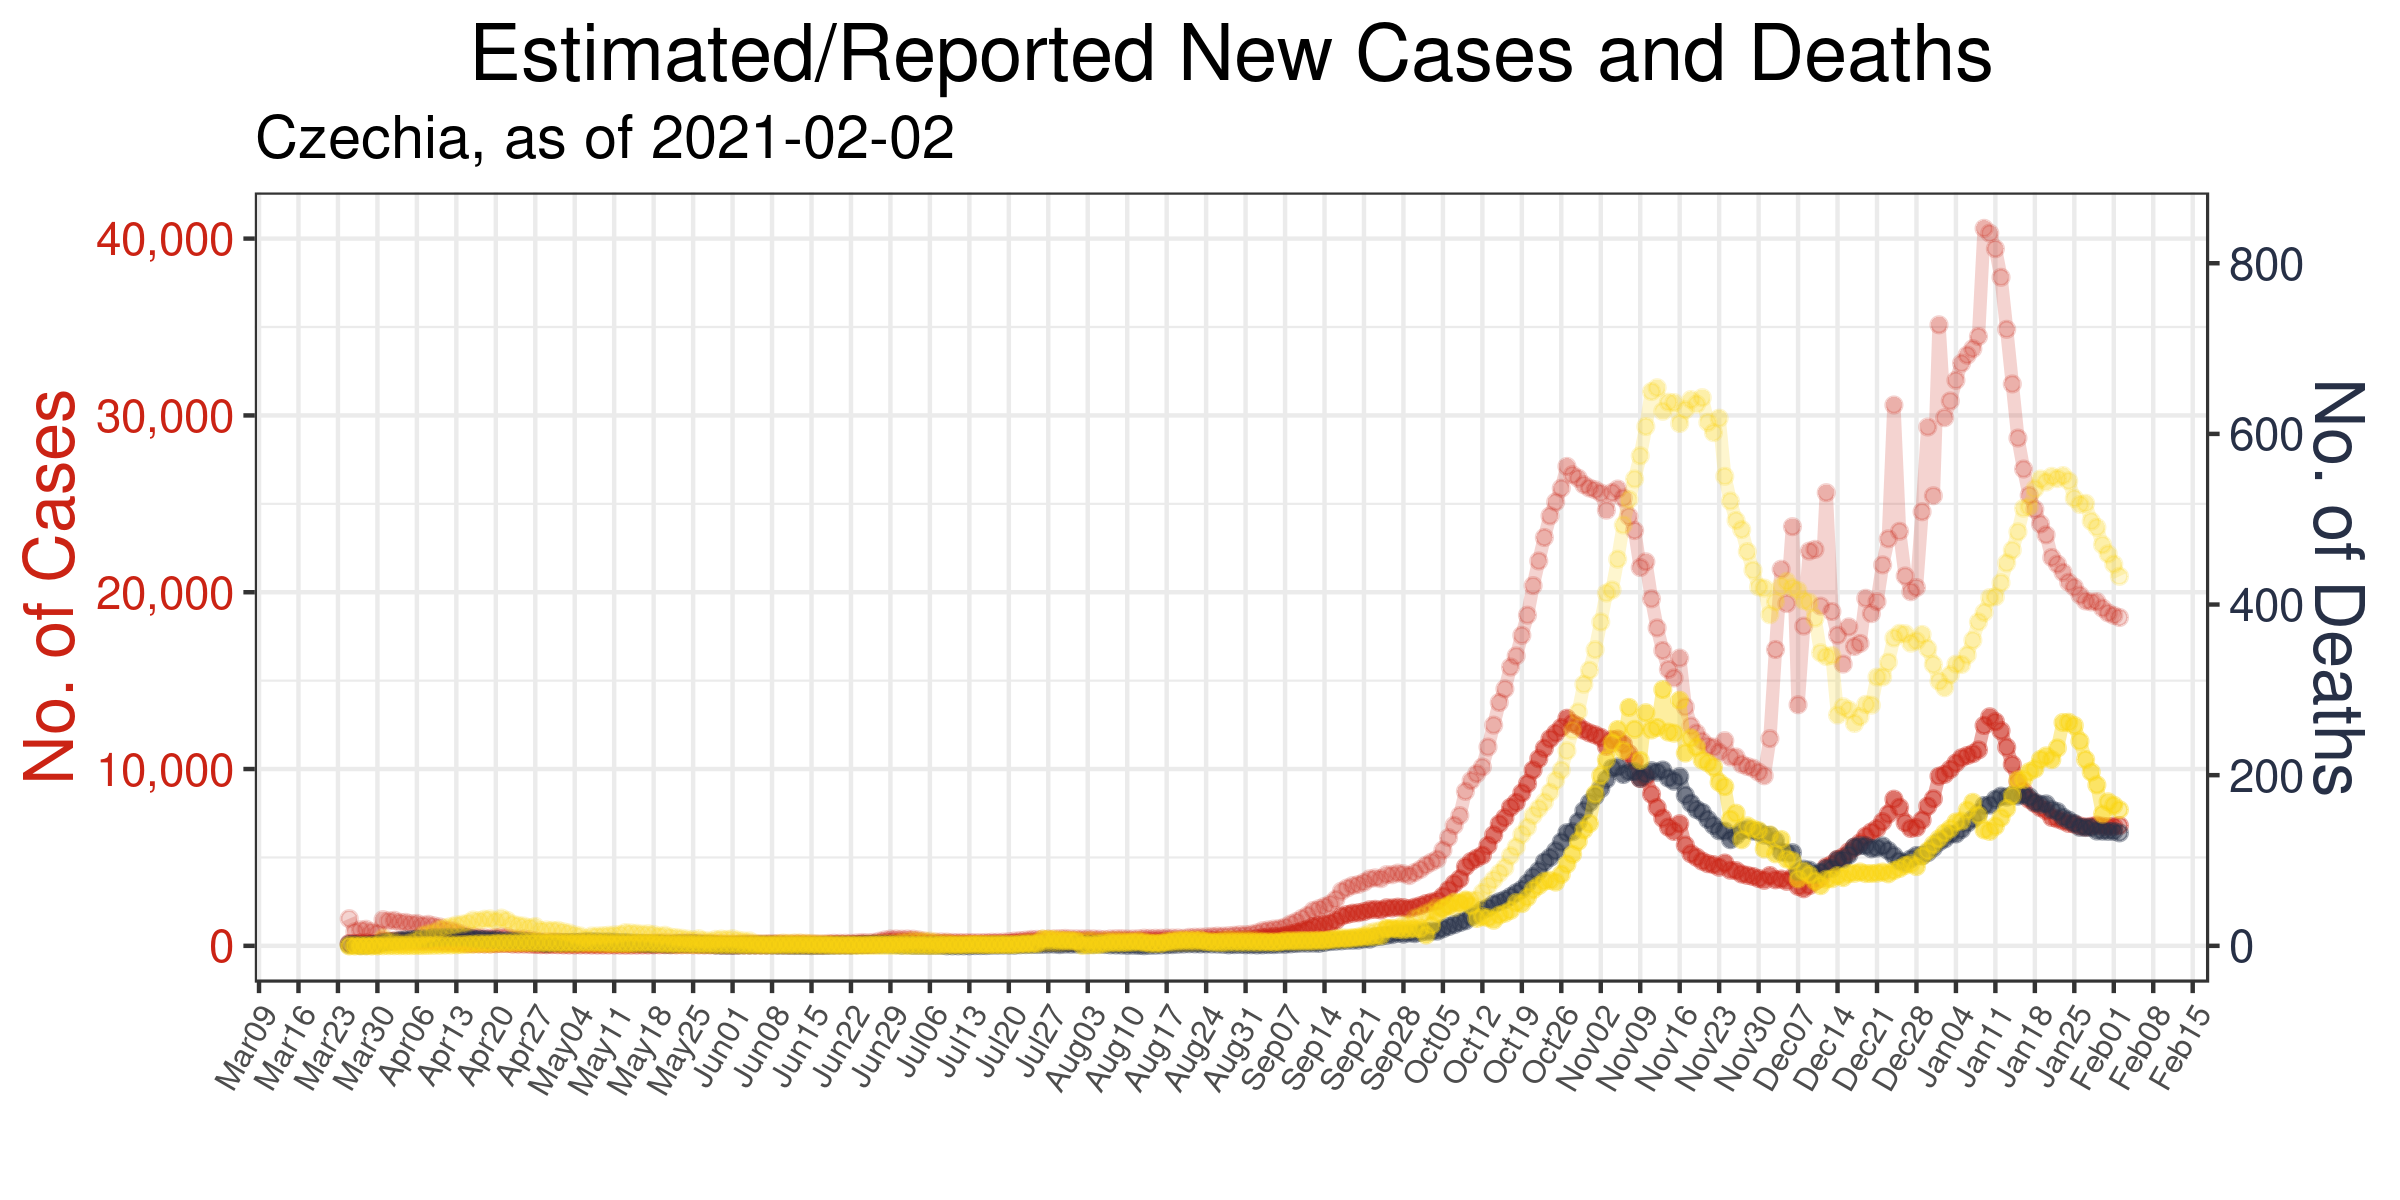 Estimated/Reported New Cases and Deaths
Czechia, as of 2021-02-02
No. of Cases
40,000
30,000
20,000
10,000
0
800
600
400
200
0
No. of Deaths
Mar09
Mar16
Mar23
Mar30
Apr06
Apr13
Apr20
Apr27
May04
May11
May18
May25
Jun01
Jun08
Jun15
Jun22
Jun29
Jul06
Jul13
Jul20
Jul27
Aug03
Aug10
Aug17
Aug24
Aug31
Sep07
Sep14
Sep21
Sep28
Oct05
Oct12
Oct19
Oct26
Nov02
Nov09
Nov16
Nov23
Nov30
Dec07
Dec14
Dec21
Dec28
Jan04
Jan11
Jan18
Jan25
Feb01
Feb08
Feb15